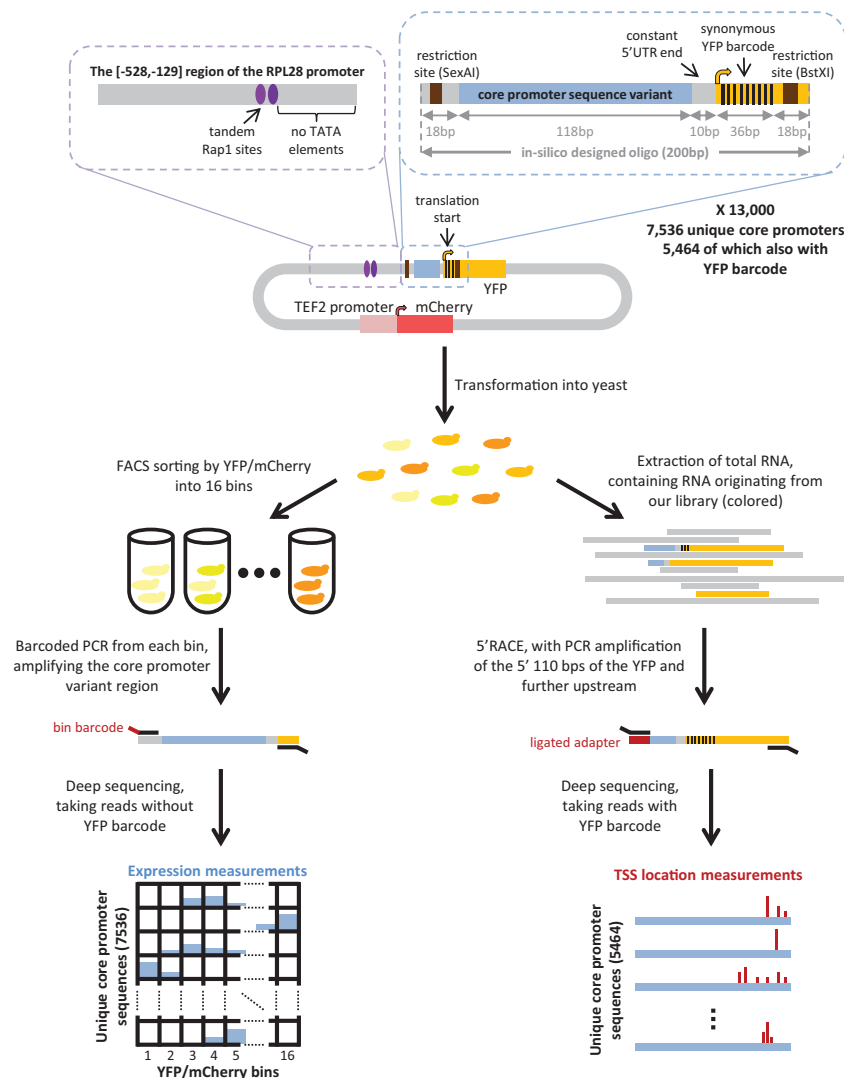 The [-528,-129] region of the RPL28 promoter
tandem
Rap1 sites
no TATA
elements
restriction
site (SexAI)
constant
5'UTR end
synonymous
YFP barcode
restriction
site (BstXI)
core promoter sequence variant
18bp
118bp
10bp
36bp
18bp
in-silico designed oligo (200bp)
translation
start
X 13,000
7,536 unique core promoters
5,464 of which also with
YFP barcode
YFP
TEF2 promoter
mCherry
Transformation into yeast
FACS sorting by YFP/mCherry
into 16 bins
Extraction of total RNA,
containing RNA originating from
our library (colored)
Barcoded PCR from each bin,
amplifying the core promoter
variant region
5'RACE, with PCR amplification
of the 5' 110 bps of the YFP and
further upstream
bin barcode
ligated adapter
Deep sequencing,
taking reads without
YFP barcode
Deep sequencing,
taking reads with
YFP barcode
Expression measurements
Unique core promoter
sequences (7536)
1 2 3 4 5 16
YFP/mCherry bins
TSS location measurements
Unique core promoter
sequences (5464)